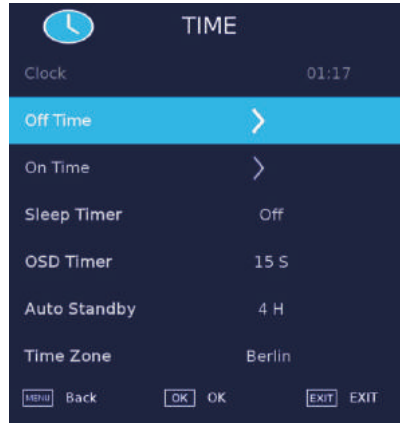 TIME
Clock 01:17
Off Time
On Time
Sleep Timer Off
OSD Timer 15 S
Auto Standby 4 H
Time Zone Berlin
MENU Back OK OK EXIT EXIT